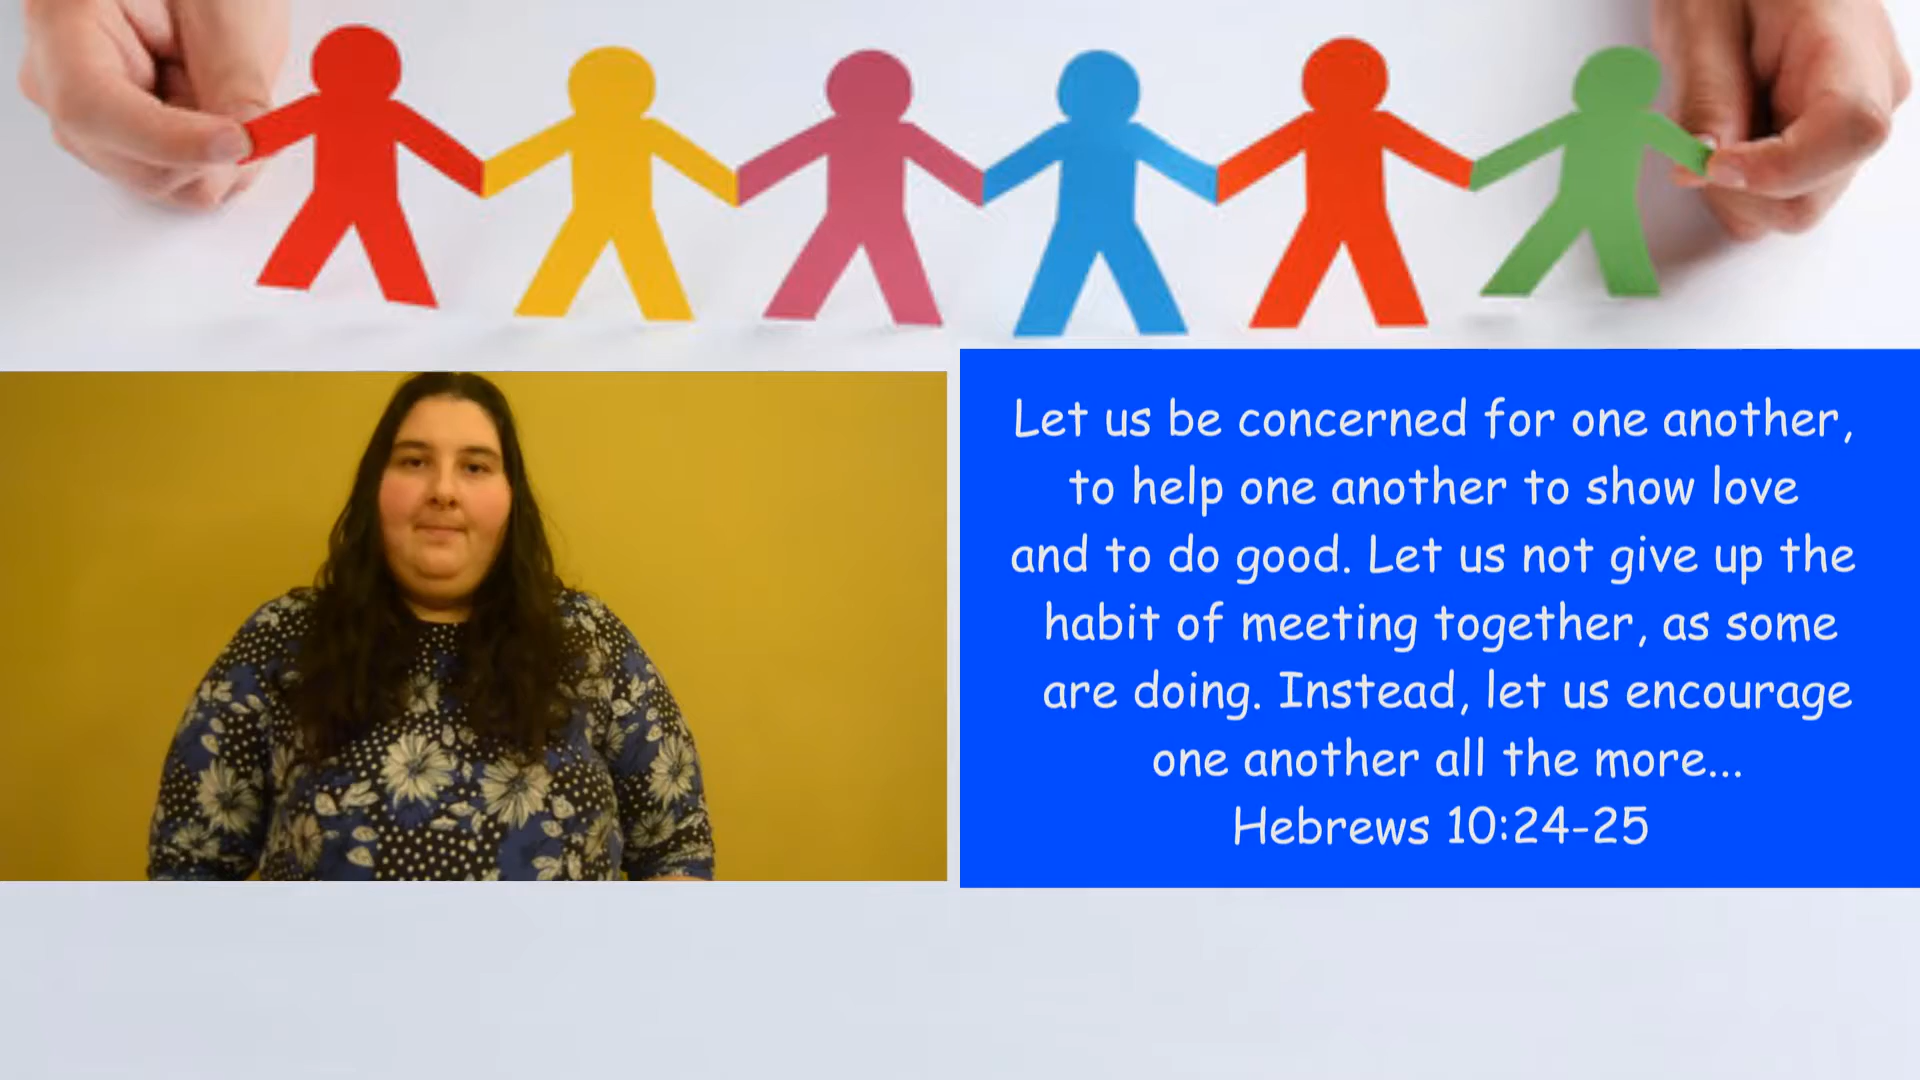 Let us be concerned for one another,
to help one another to show love
and to do good. Let us not give up the
habit of meeting together, as some
are doing. Instead, let us encourage
one another all the more...
Hebrews 10:24-25